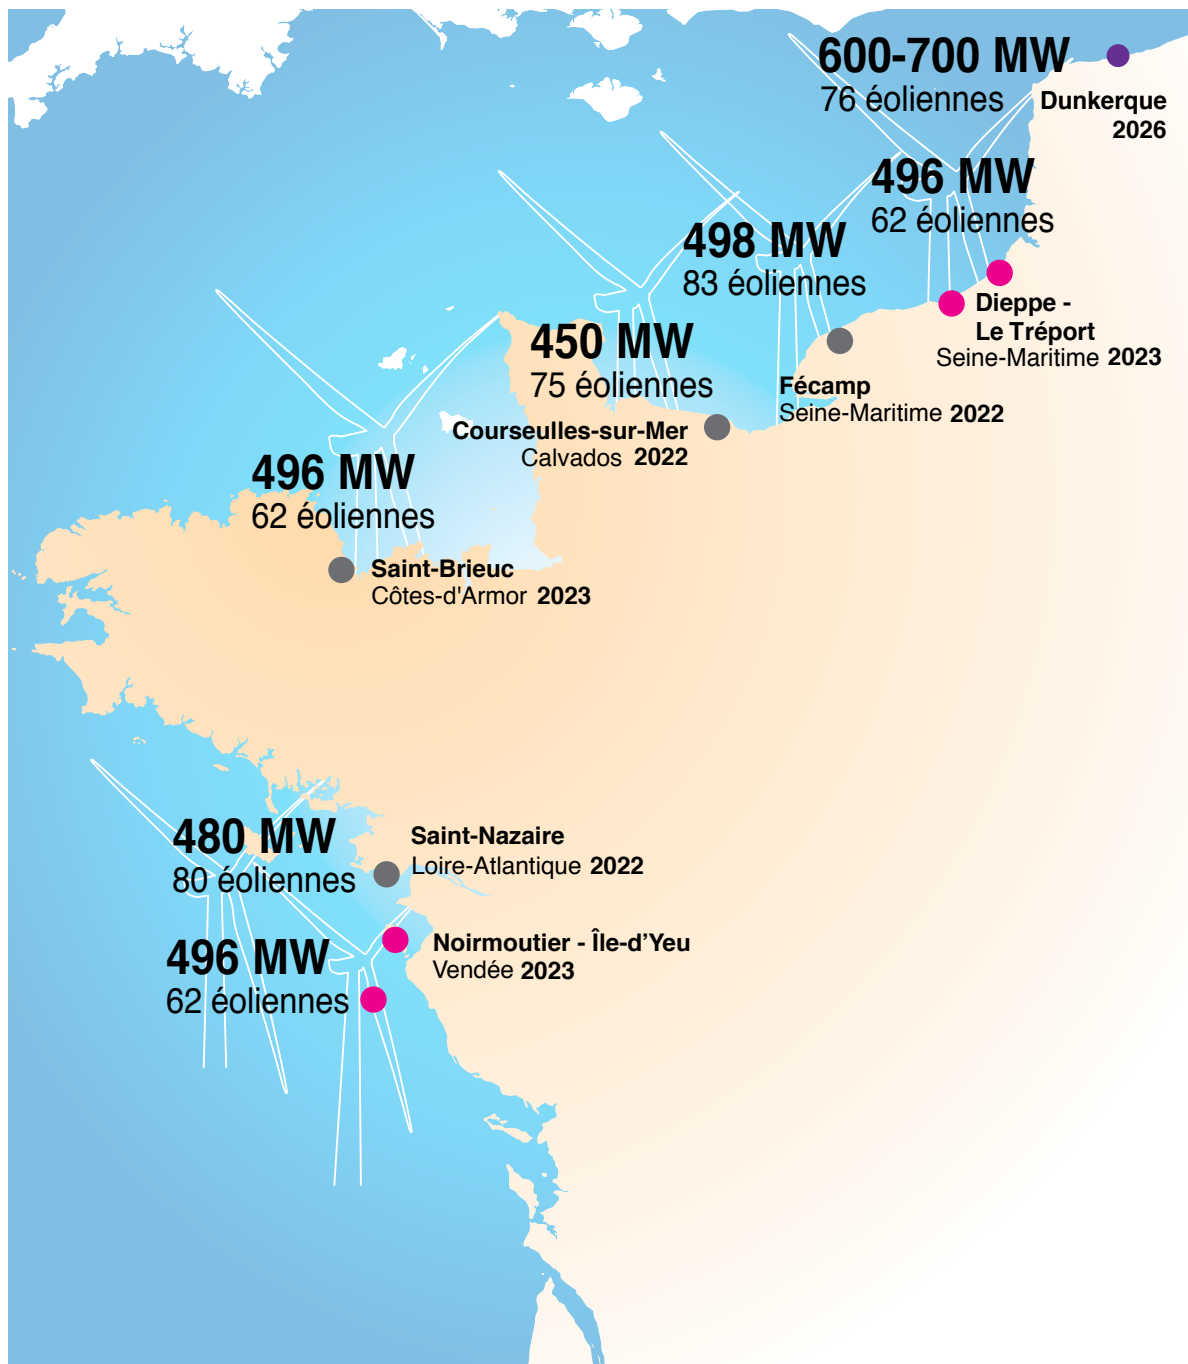 600-700 MW
76 éoliennes
Dunkerque
2026
496 MW
62 éoliennes
Dieppe -
Le Tréport
Seine-Maritime 2023
498 MW
83 éoliennes
Fécamp
Seine-Maritime 2022
450 MW
75 éoliennes
Courseulles-sur-Mer
Calvados 2022
496 MW
62 éoliennes
Saint-Brieuc
Côtes-d'Armor 2023
480 MW
80 éoliennes
Saint-Nazaire
Loire-Atlantique 2022
496 MW
62 éoliennes
Noirmoutier - Île-d’Yeu
Vendée 2023